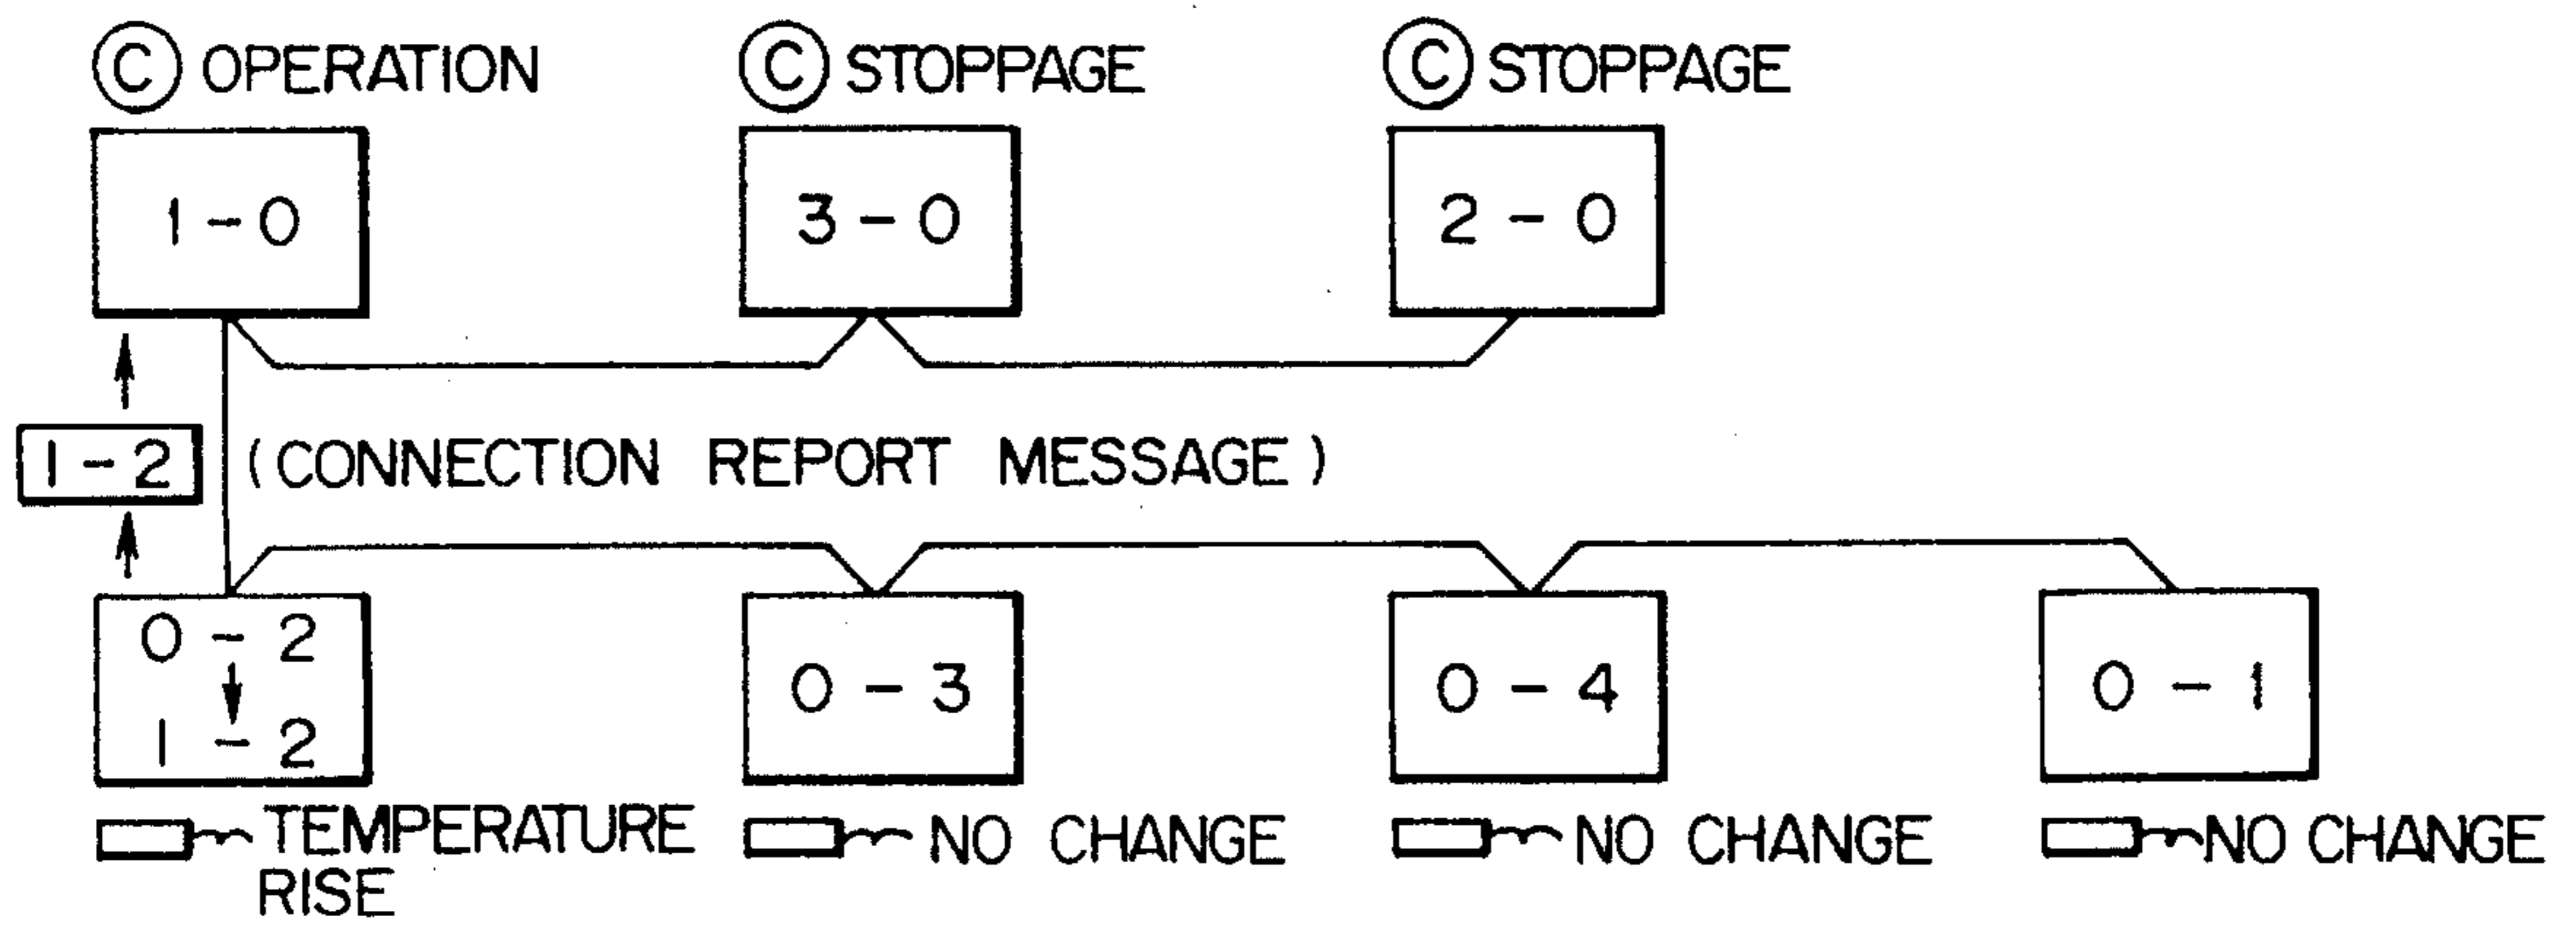 Ⓒ OPERATION Ⓒ STOPPAGE Ⓒ STOPPAGE
1-0 3-0 2-0
1-2 (CONNECTION REPORT MESSAGE)
0-2
0-3 0-4 0-1
1-2
TEMPERATURE NO CHANGE NO CHANGE NO CHANGE
RISE